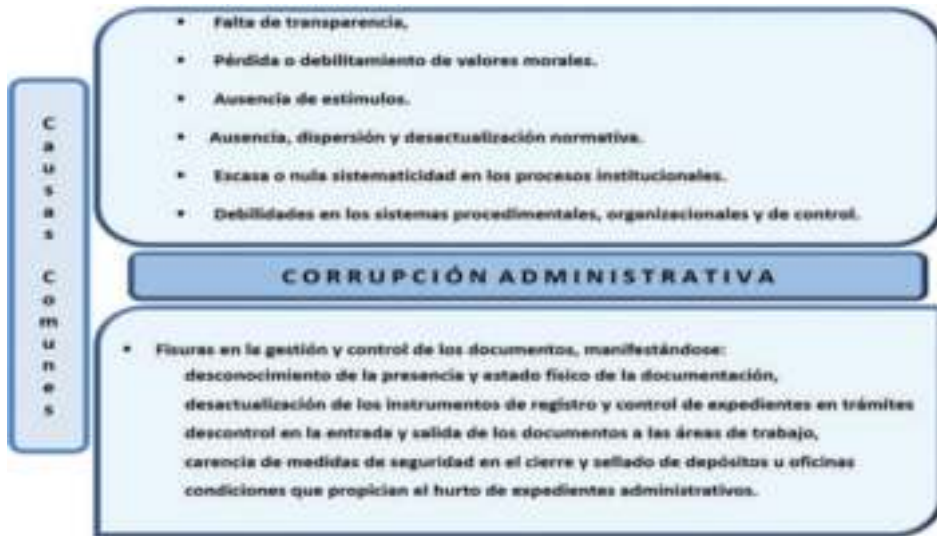 Causas Comunes
• Falta de transparencia,
• Pérdida o debilitamiento de valores morales.
• Ausencia de estímulos.
• Ausencia, dispersión y desactualización normativa.
• Escasa o nula sistematicidad en los procesos institucionales.
• Debilidades en los sistemas procedimentales, organizacionales y de control.
CORRUPCIÓN ADMINISTRATIVA
• Fisuras en la gestión y control de los documentos, manifestándose:
desconocimiento de la presencia y estado físico de la documentación,
desactualización de los instrumentos de registro y control de expedientes en trámites
descontrol en la entrada y salida de los documentos a las áreas de trabajo,
carencia de medidas de seguridad en el cierre y sellado de depósitos u oficinas
condiciones que propician el hurto de expedientes administrativos.